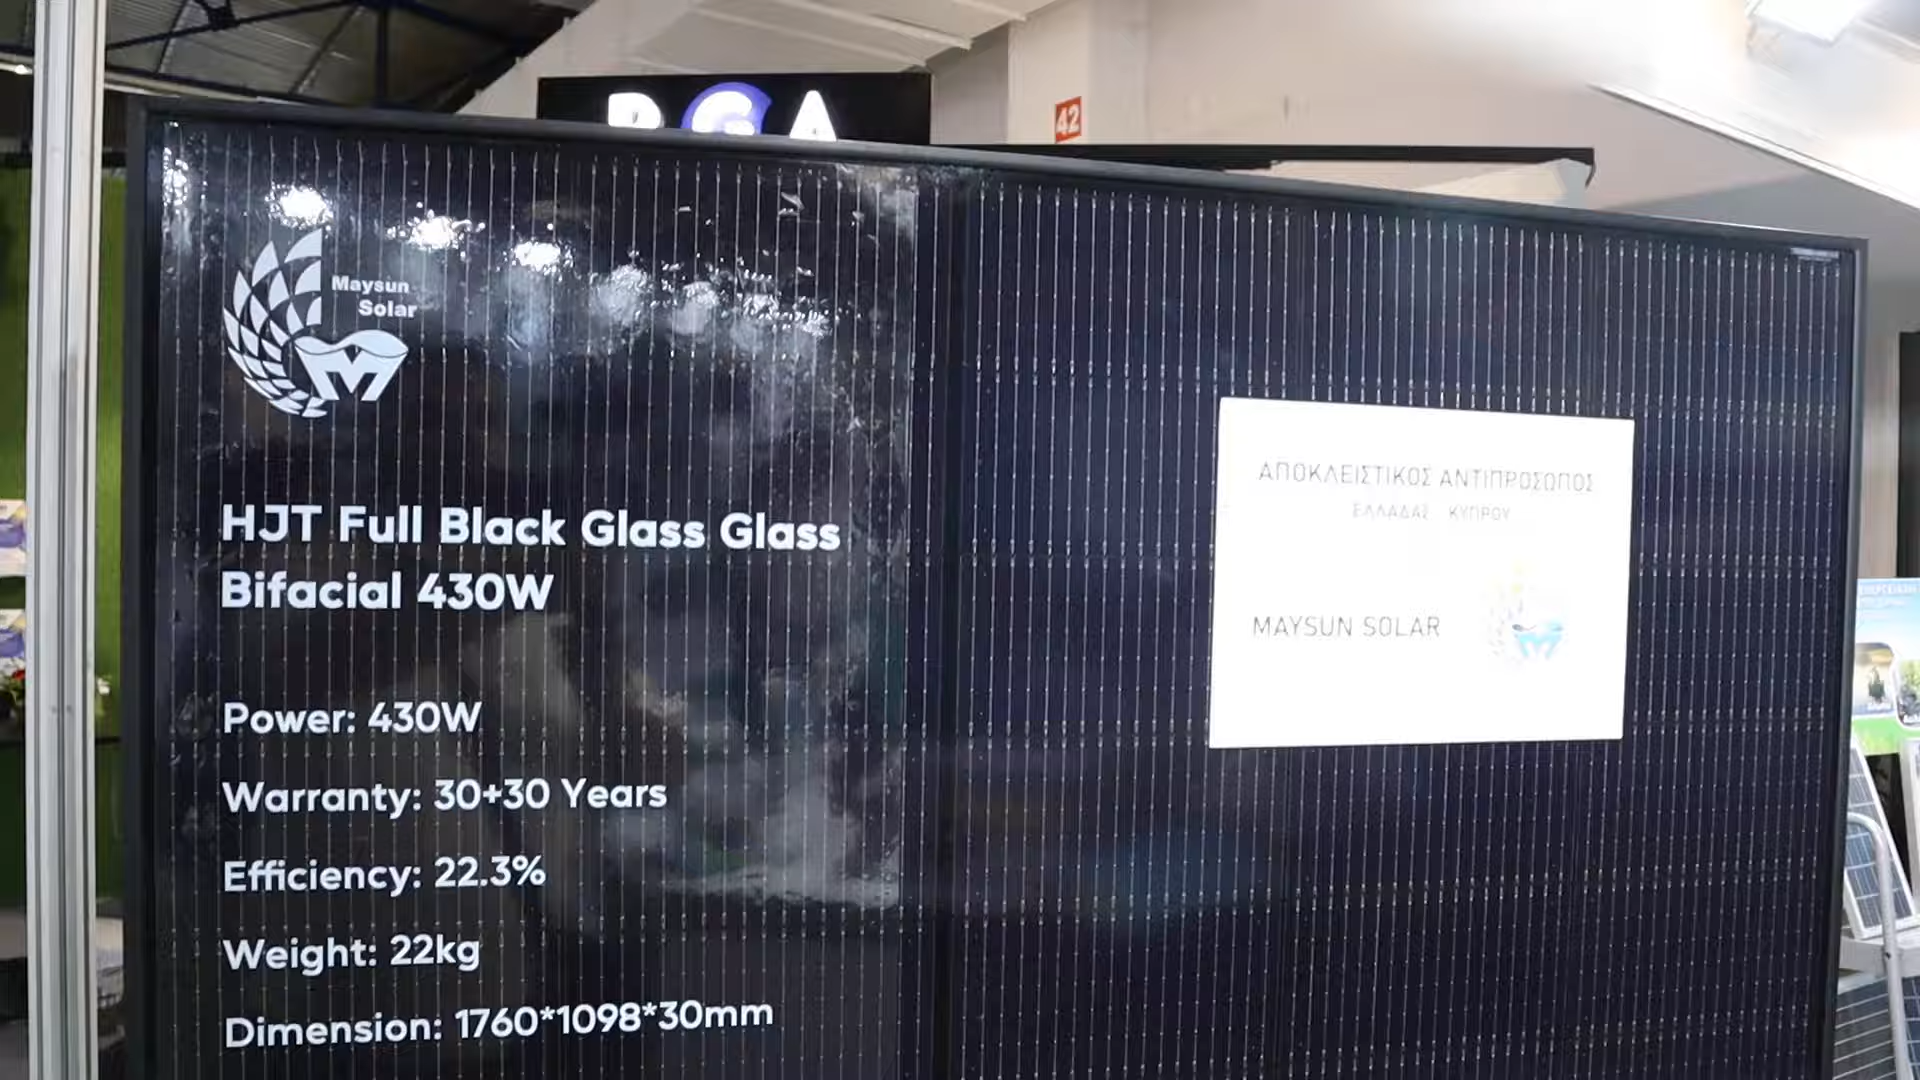 42
Maysun
Solar
HJT Full Black Glass Glass
Bifacial 430W
Power: 430W
Warranty: 30+30 Years
Efficiency: 22.3%
Weight: 22kg
Dimension: 1760*1098*30mm
ΑΠΟΚΛΕΙΣΤΙΚΟΣ ΑΝΤΙΠΡΟΣΩΠΟΣ
ΕΛΛΑΔΑΣ - ΚΥΠΡΟΥ
MAYSUN SOLAR